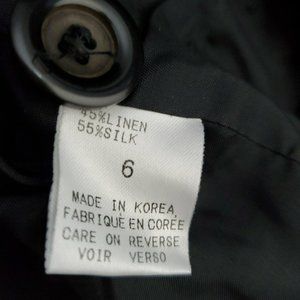 45%LINEN
55%SILK
6
MADE IN KOREA
FABRIQUÉ EN CORÉE
CARE ON REVERSE
VOIR VERSO